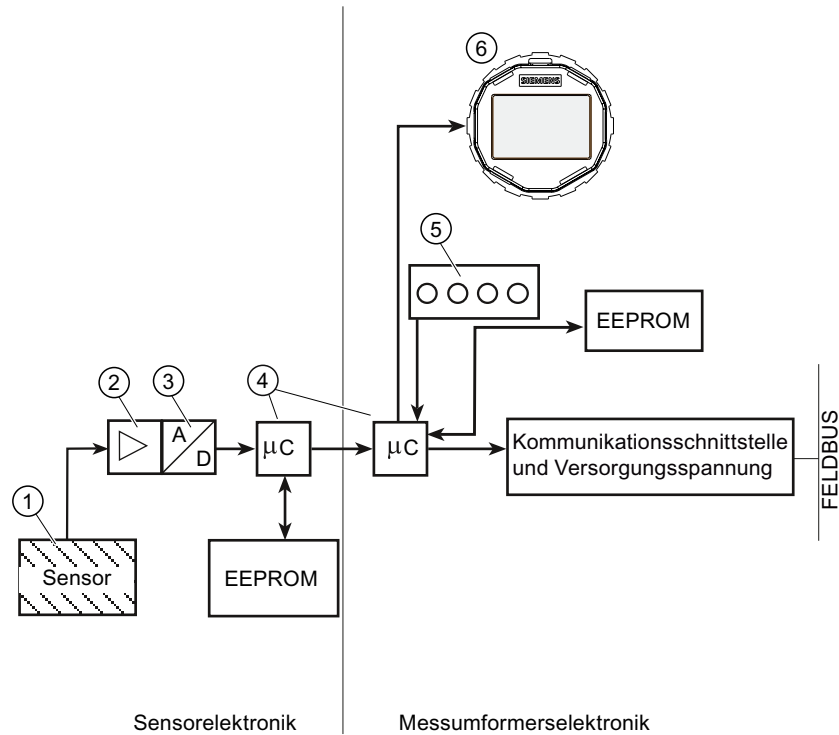 6
SIEMENS
5
EEPROM
2
3
4
A
D
µC
µC
Kommunikationsschnittstelle
und Versorgungsspannung
FELDBUS
1
Sensor
EEPROM
Sensorelektronik
Messumformerselektronik